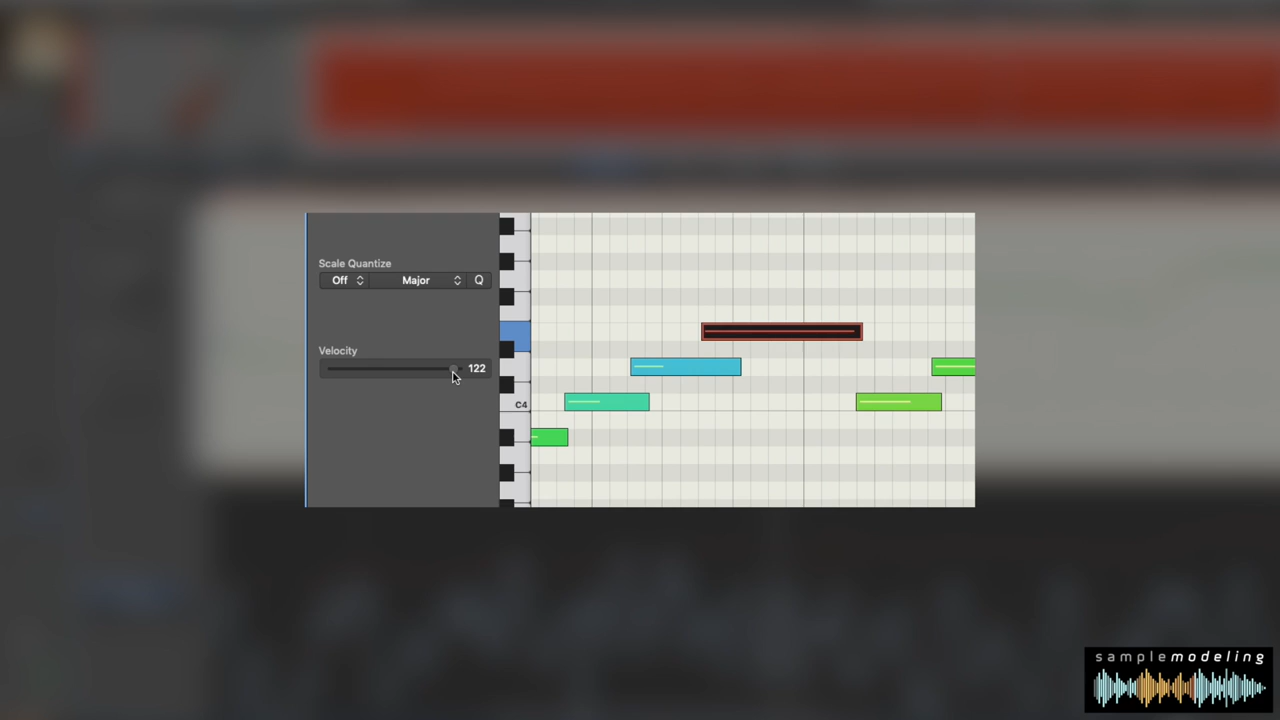 Scale Quantize
Off Major Q
Velocity
122
C4
samplemodeling